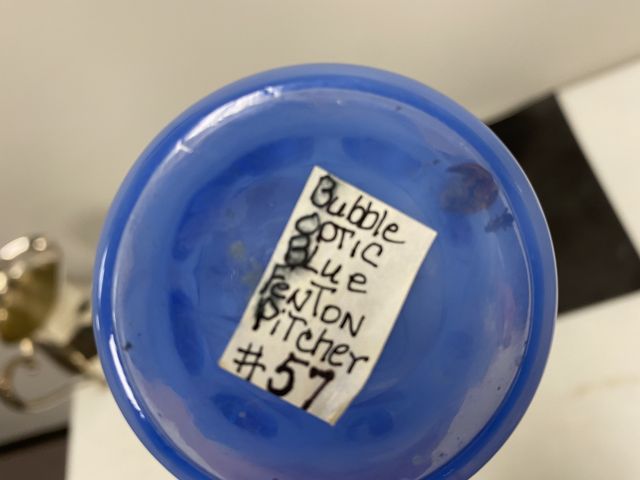 Bubble
Optic
Blue
Fenton
Pitcher
#57